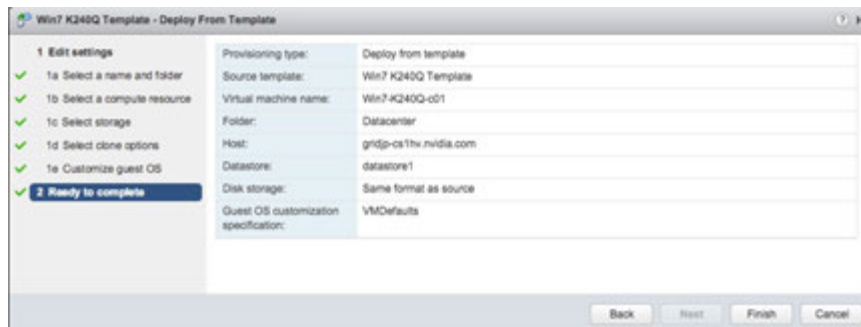 Win7 K240Q Template - Deploy From Template
1 Edit settings
1a Select a name and folder
1b Select a compute resource
1c Select storage
1d Select clone options
1e Customize guest OS
2 Ready to complete
Provisioning type: Deploy from template
Source template: Win7 K240Q Template
Virtual machine name: Win7-K240Q-c01
Folder: Datacenter
Host: gridjp-cs1hv.nvidia.com
Datastore: datastore1
Disk storage: Same format as source
Guest OS customization VMDefaults
specification:
Back Next Finish Cancel